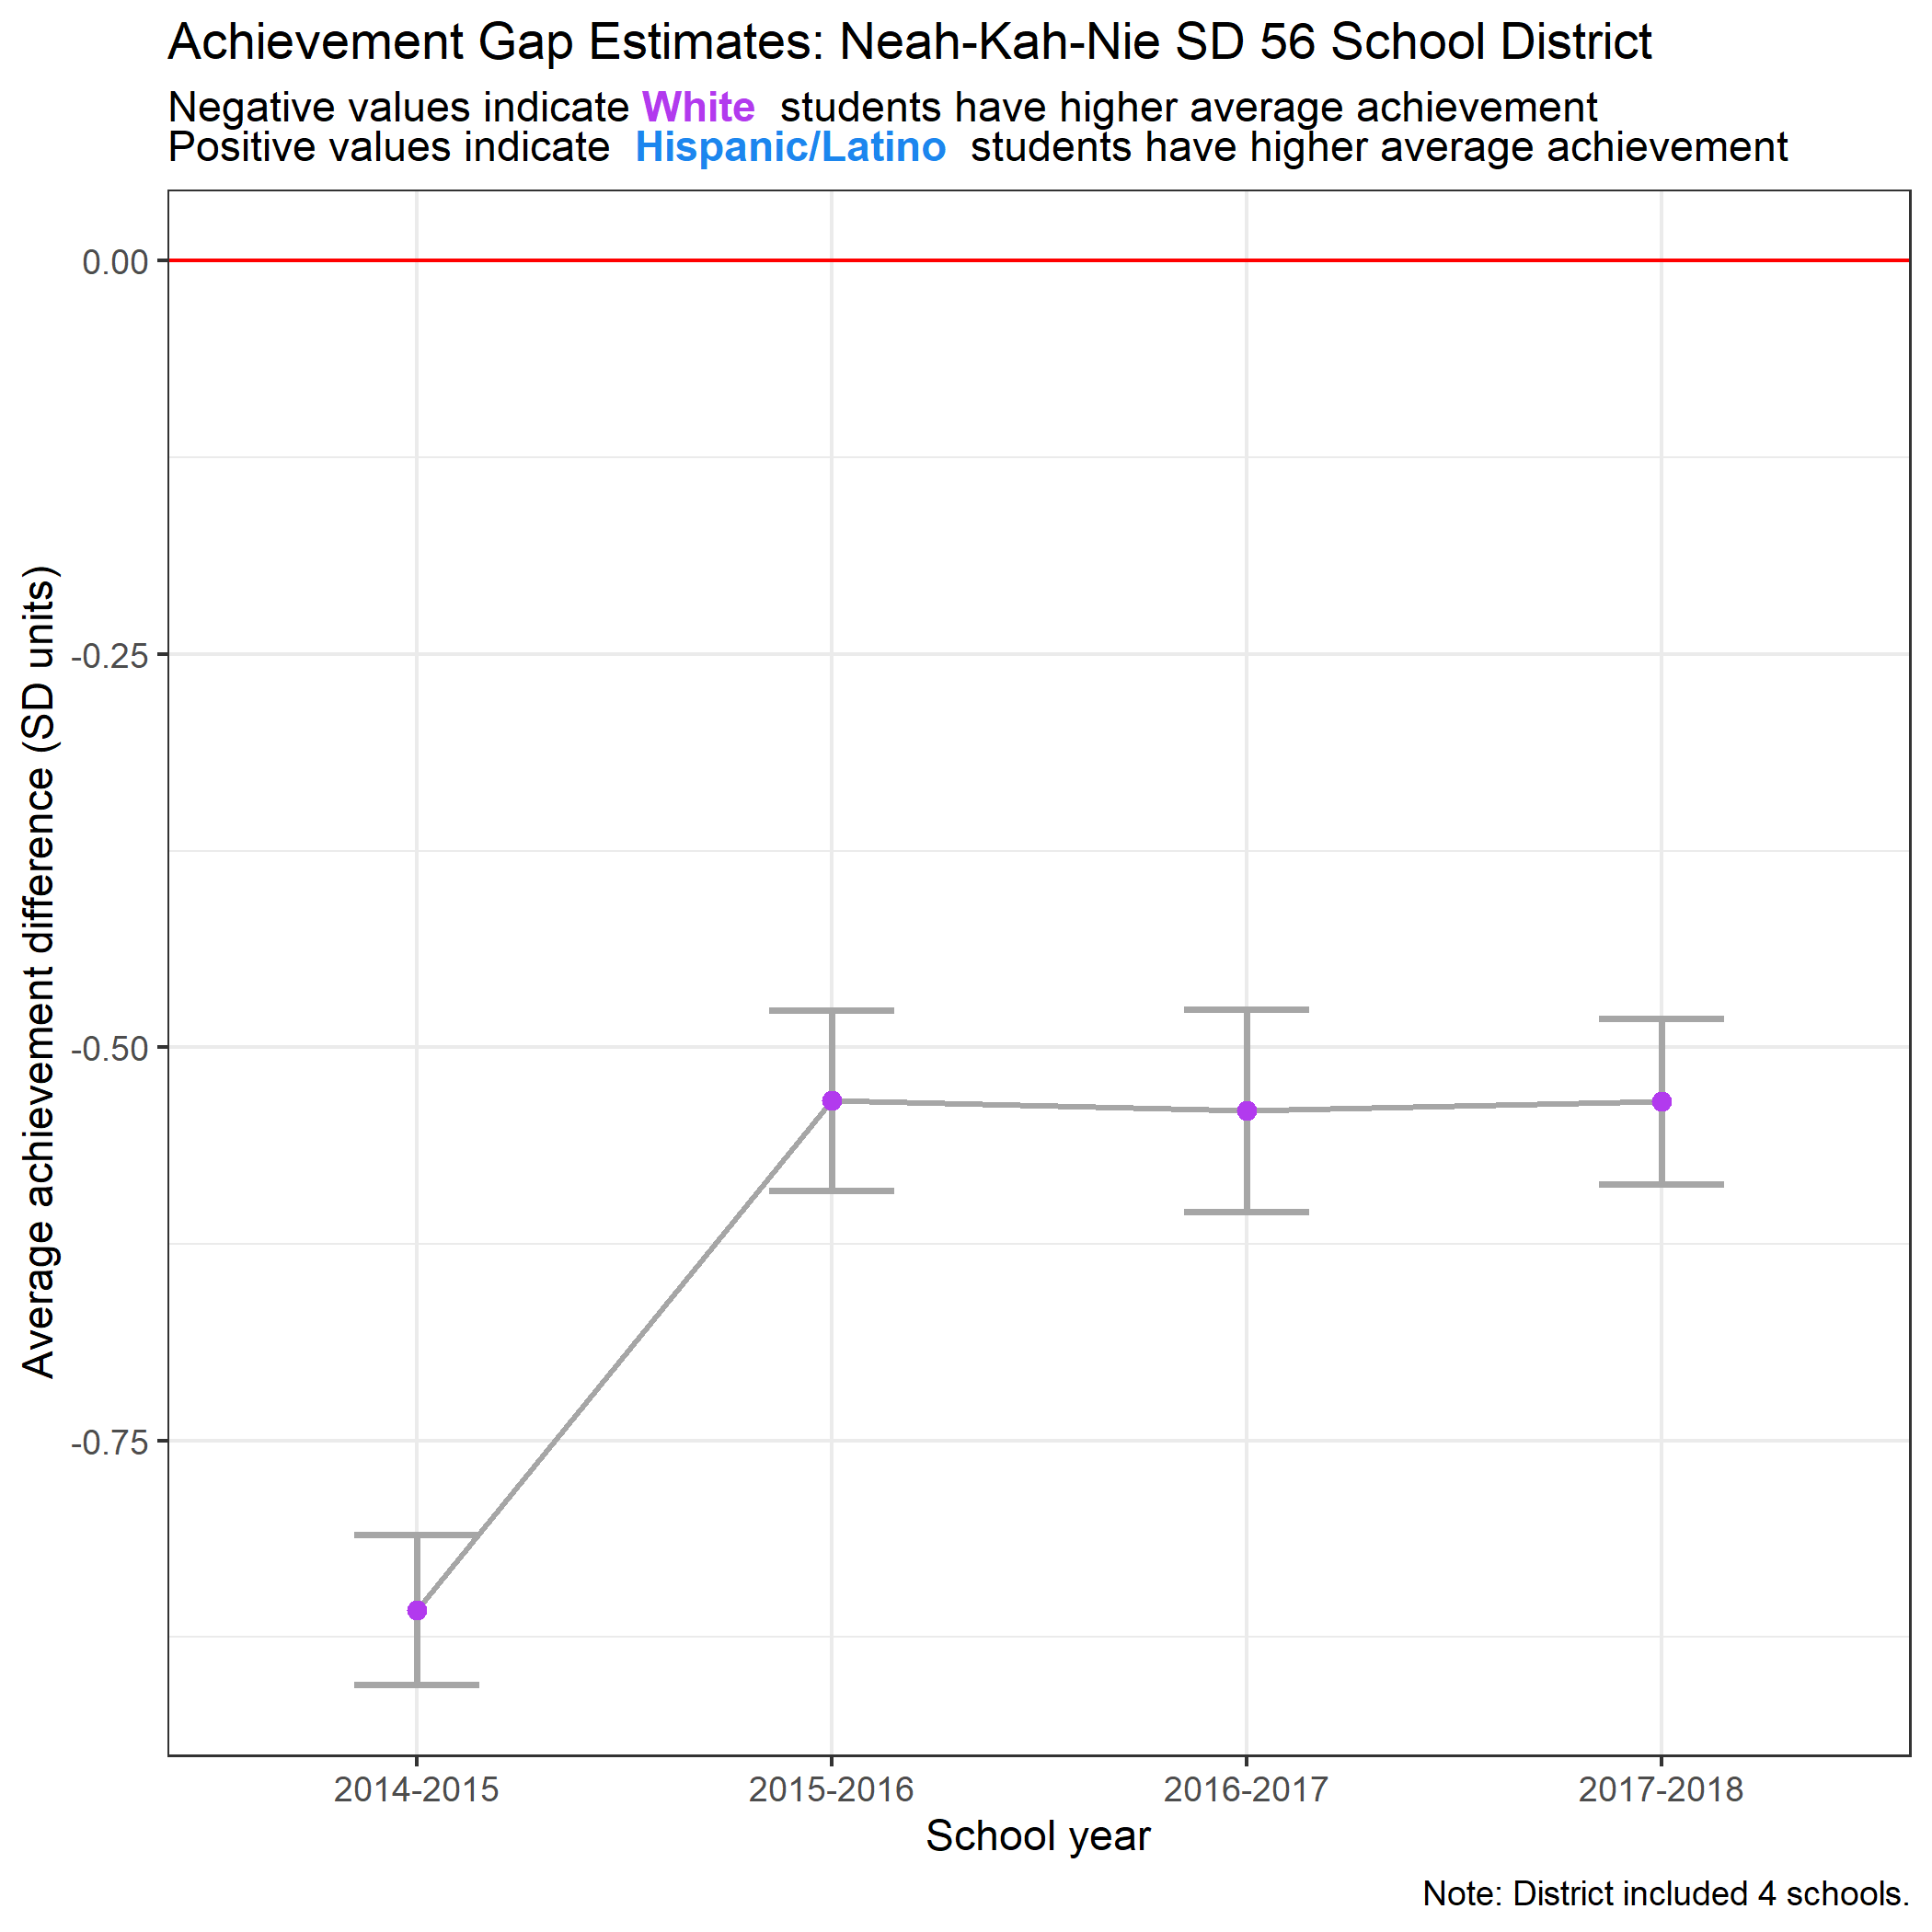 Achievement Gap Estimates: Neah-Kah-Nie SD 56 School District
Negative values indicate White students have higher average achievement
Positive values indicate Hispanic/Latino students have higher average achievement
0.00
-0.25
-0.50
-0.75
Average achievement difference (SD units)
2014-2015 2015-2016 2016-2017 2017-2018
School year
Note: District included 4 schools.